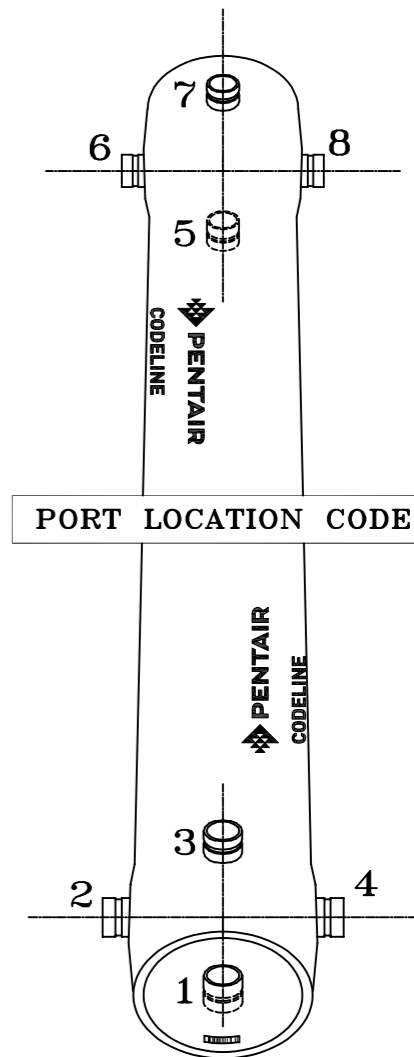 7
6
8
5
CODELINE
PENTAIR
PORT LOCATION CODE
PENTAIR
CODELINE
3
2
4
1